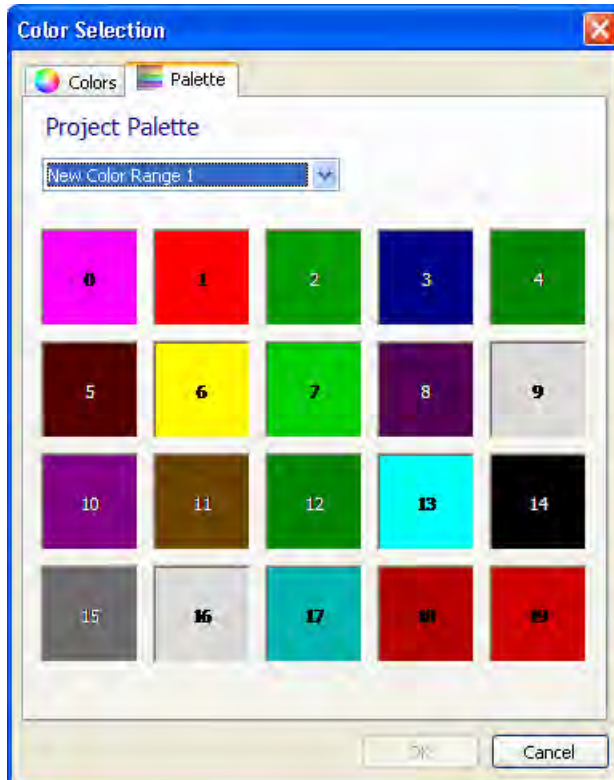 Color Selection
Colors Palette
Project Palette
New Color Range 1
0 1 2 3 4
5 6 7 8 9
10 11 12 13 14
15 16 17 18 19
OK Cancel